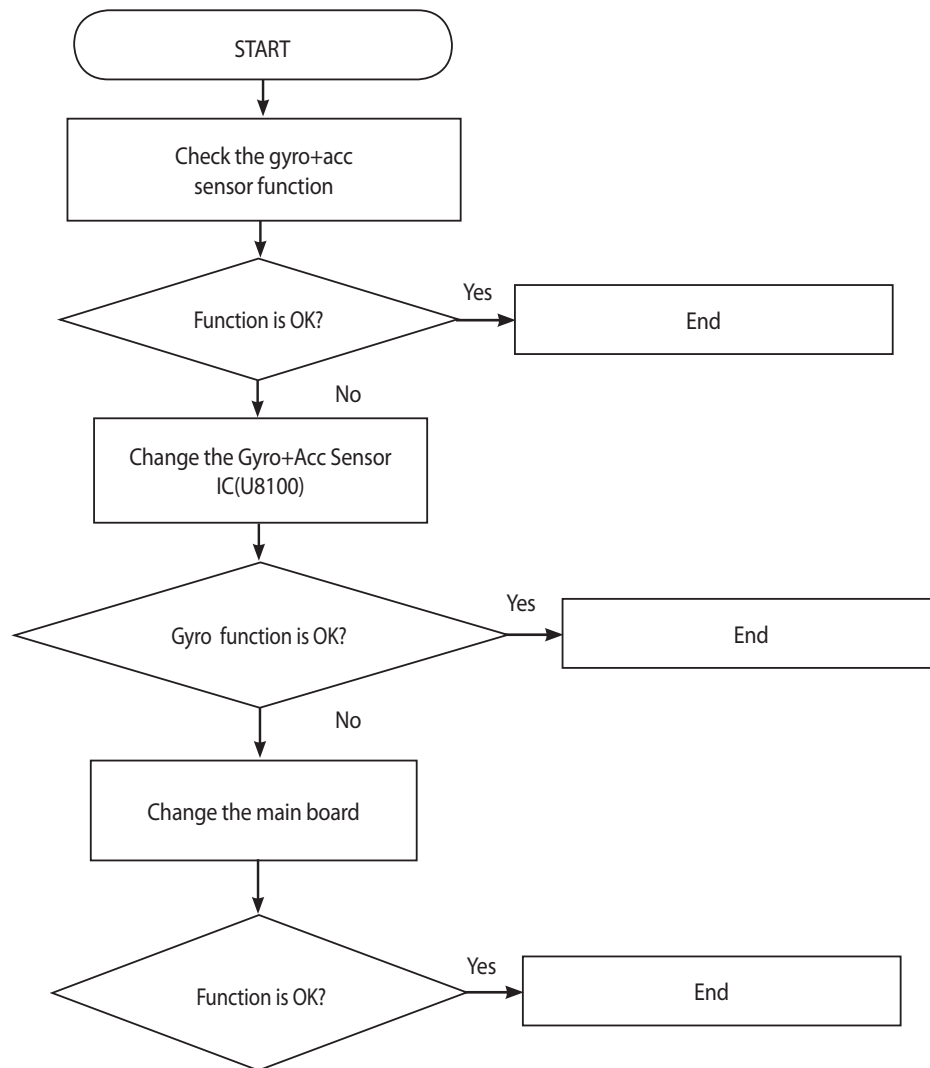 START
Check the gyro+acc
sensor function
Function is OK?
Yes
End
No
Change the Gyro+Acc Sensor
IC(U8100)
Gyro function is OK?
Yes
End
No
Change the main board
Function is OK?
Yes
End